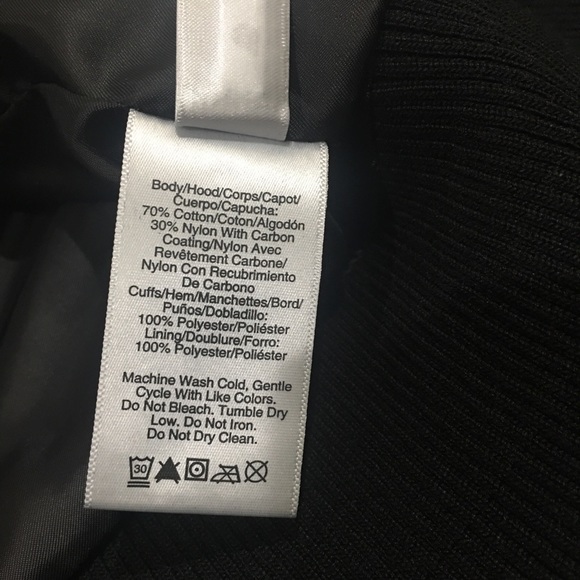 Body/Hood/Corps/Capot/
Cuerpo/Capucha:
70% Cotton/Coton/Algodón
30% Nylon With Carbon
Coating/Nylon Avec
Revêtement Carbone/
Nylon Con Recubrimiento
De Carbono
Cuffs/Hem/Manchettes/Bord/
Puños/Dobladillo:
100% Polyester/Poliéster
Lining/Doublure/Forro:
100% Polyester/Poliéster
Machine Wash Cold, Gentle
Cycle With Like Colors.
Do Not Bleach. Tumble Dry
Low. Do Not Iron.
Do Not Dry Clean.
30